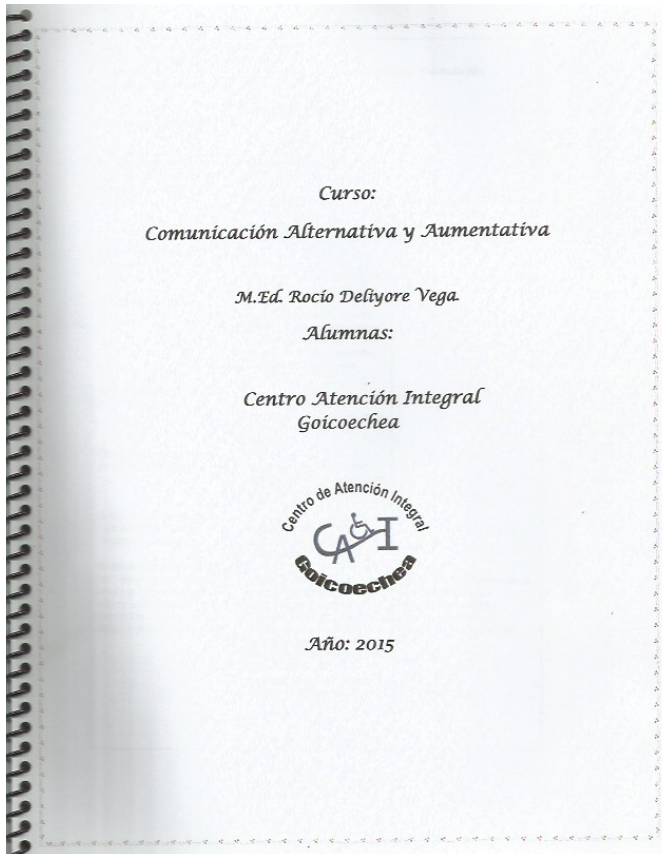 Curso:
Comunicación Alternativa y Aumentativa
M.Ed. Rocío Deliyore Vega.
Alumnas:
Centro Atención Integral
Goicoechea
Centro de Atención Integral
CAI
Goicoechea
Año: 2015